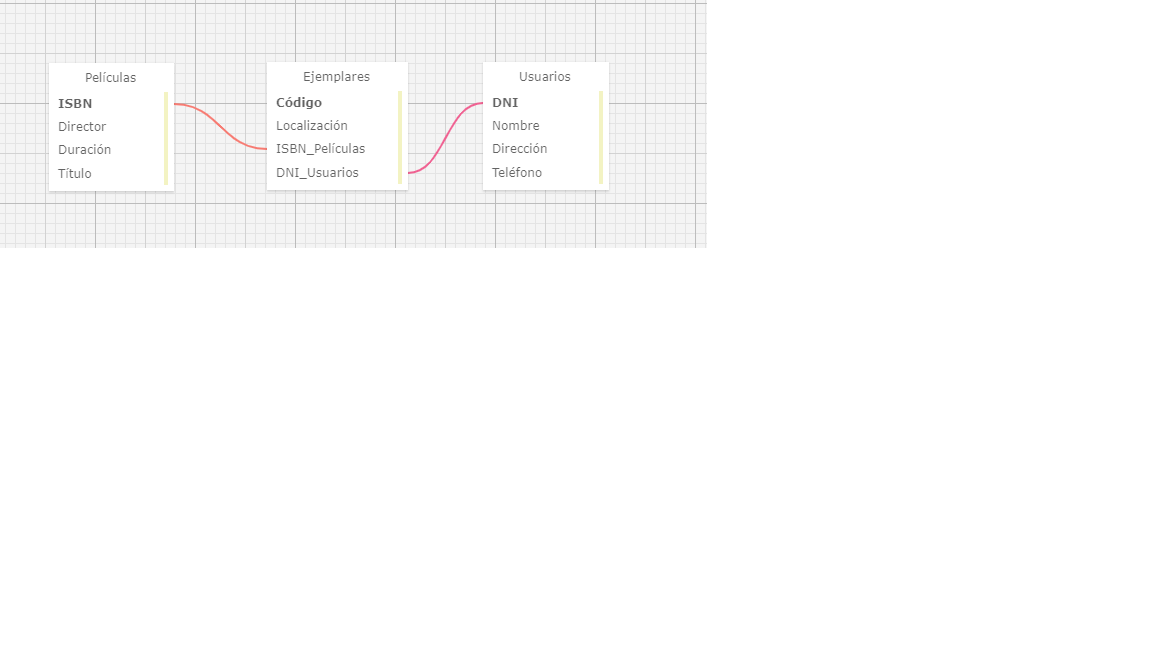 Películas
ISBN
Director
Duración
Título
Ejemplares
Código
Localización
ISBN_Películas
DNI_Usuarios
Usuarios
DNI
Nombre
Dirección
Teléfono